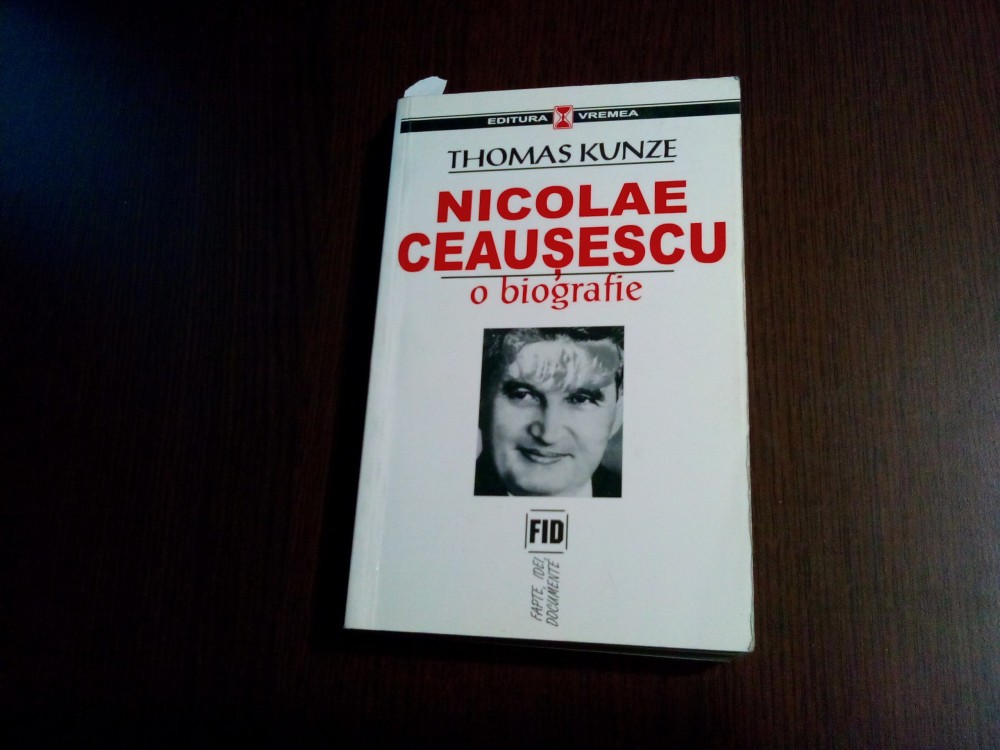 EDITURA VREMEA
THOMAS KUNZE
NICOLAE
CEAUȘESCU
o biografie
FID
FAPTE, IDEI,
DOCUMENTE